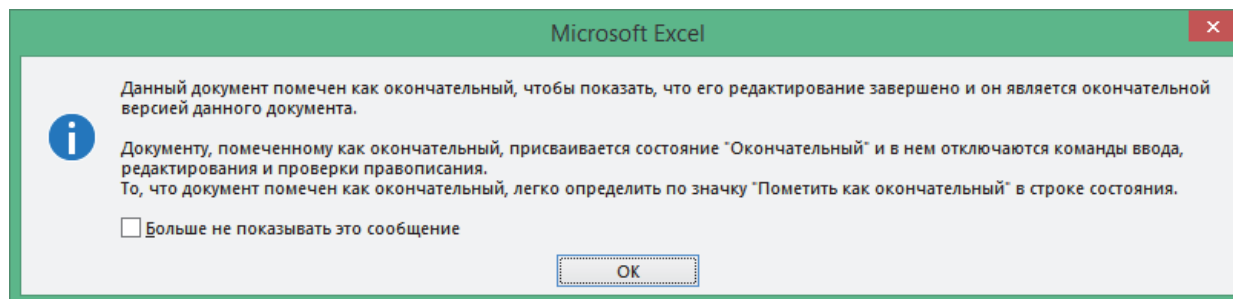 Microsoft Excel
Данный документ помечен как окончательный, чтобы показать, что его редактирование завершено и он является окончательной
версией данного документа.
Документу, помеченному как окончательный, присваивается состояние "Окончательный" и в нем отключаются команды ввода,
редактирования и проверки правописания.
То, что документ помечен как окончательный, легко определить по значку "Пометить как окончательный" в строке состояния.
Больше не показывать это сообщение
ОК